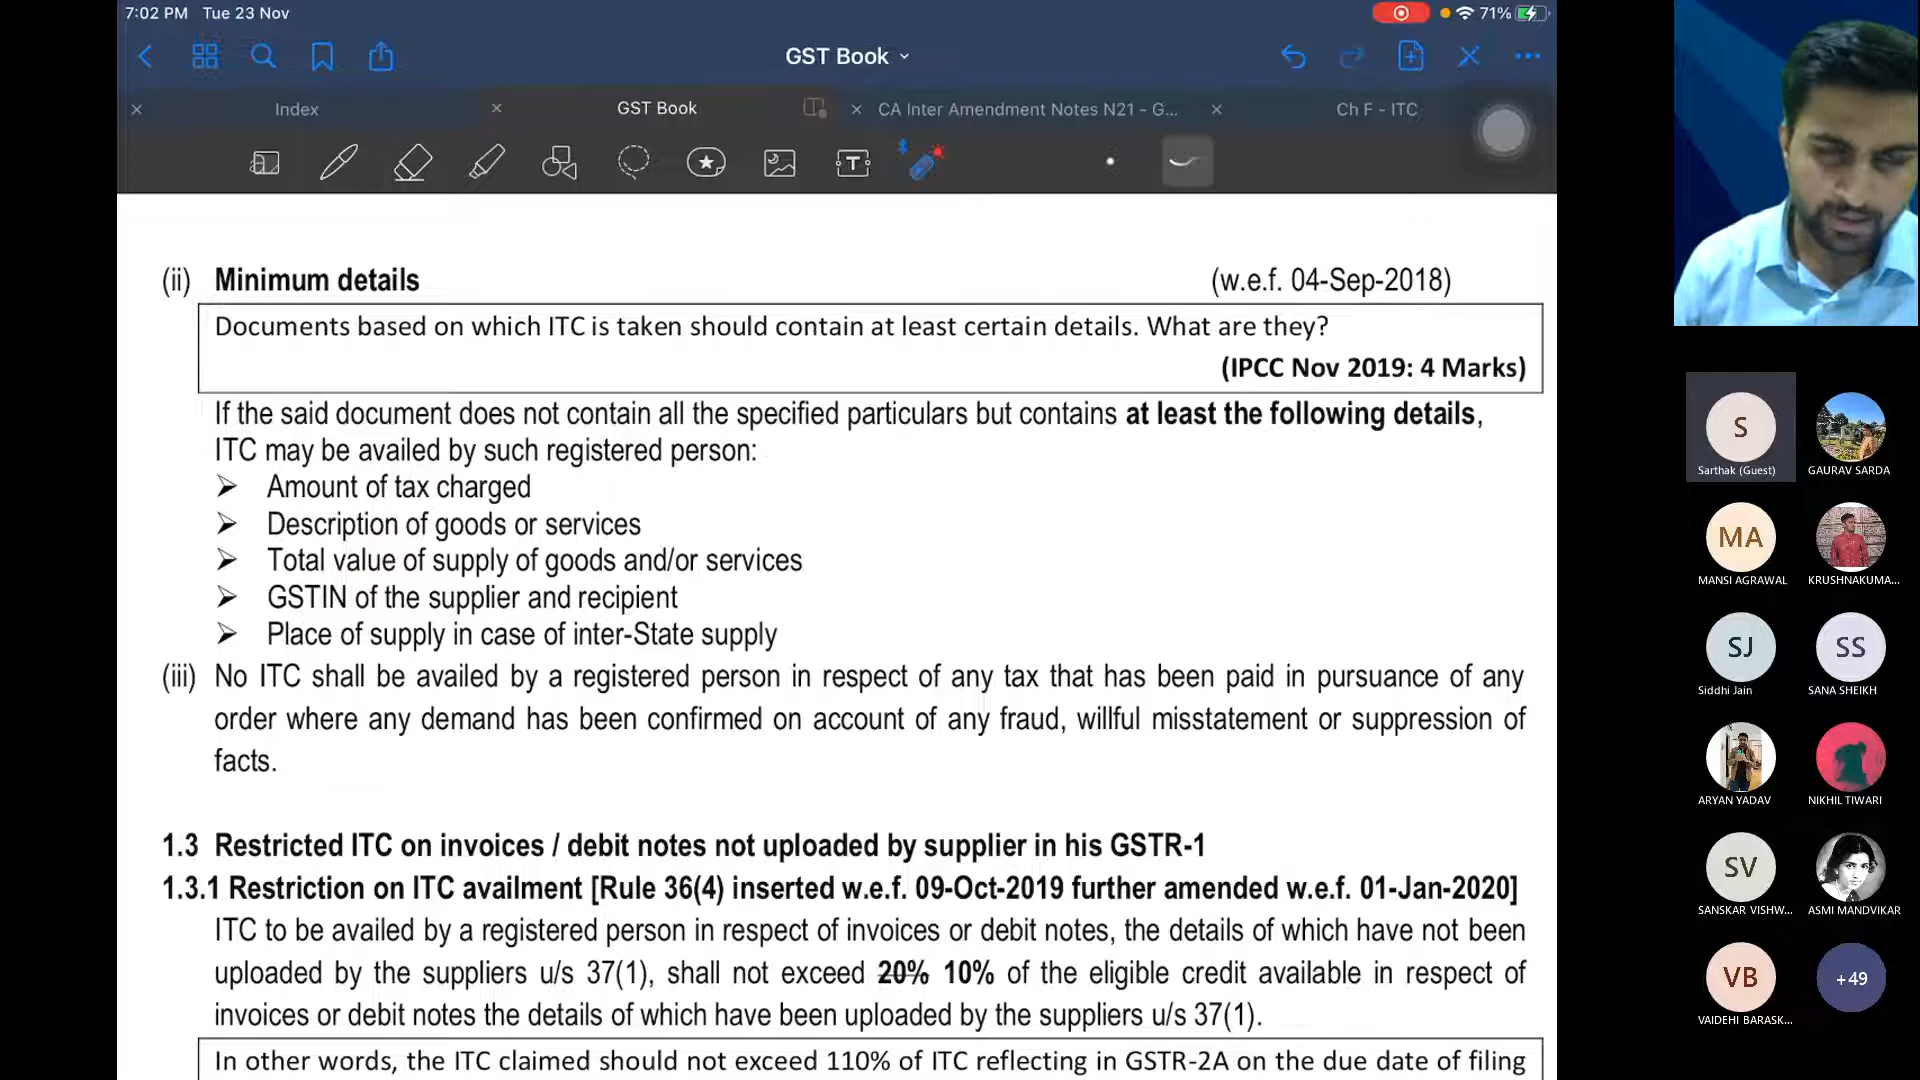 7:02 PM Tue 23 Nov
71%
GST Book
Index
GST Book
CA Inter Amendment Notes N21 - G...
Ch F - ITC
(ii) Minimum details (w.e.f. 04-Sep-2018)
Documents based on which ITC is taken should contain at least certain details. What are they?
(IPCC Nov 2019: 4 Marks)
If the said document does not contain all the specified particulars but contains at least the following details,
ITC may be availed by such registered person:
➢ Amount of tax charged
➢ Description of goods or services
➢ Total value of supply of goods and/or services
➢ GSTIN of the supplier and recipient
➢ Place of supply in case of inter-State supply
(iii) No ITC shall be availed by a registered person in respect of any tax that has been paid in pursuance of any
order where any demand has been confirmed on account of any fraud, willful misstatement or suppression of
facts.
1.3 Restricted ITC on invoices / debit notes not uploaded by supplier in his GSTR-1
1.3.1 Restriction on ITC availment [Rule 36(4) inserted w.e.f. 09-Oct-2019 further amended w.e.f. 01-Jan-2020]
ITC to be availed by a registered person in respect of invoices or debit notes, the details of which have not been
uploaded by the suppliers u/s 37(1), shall not exceed 20% 10% of the eligible credit available in respect of
invoices or debit notes the details of which have been uploaded by the suppliers u/s 37(1).
In other words, the ITC claimed should not exceed 110% of ITC reflecting in GSTR-2A on the due date of filing
S
Sarthak (Guest)
GAURAV SARDA
MA
MANSI AGRAWAL
KRUSHNAKUMA...
SJ
Siddhi Jain
SS
SANA SHEIKH
ARYAN YADAV
NIKHIL TIWARI
SV
SANSKAR VISHW...
ASMI MANDVIKAR
VB
VAIDEHI BARASK...
+49